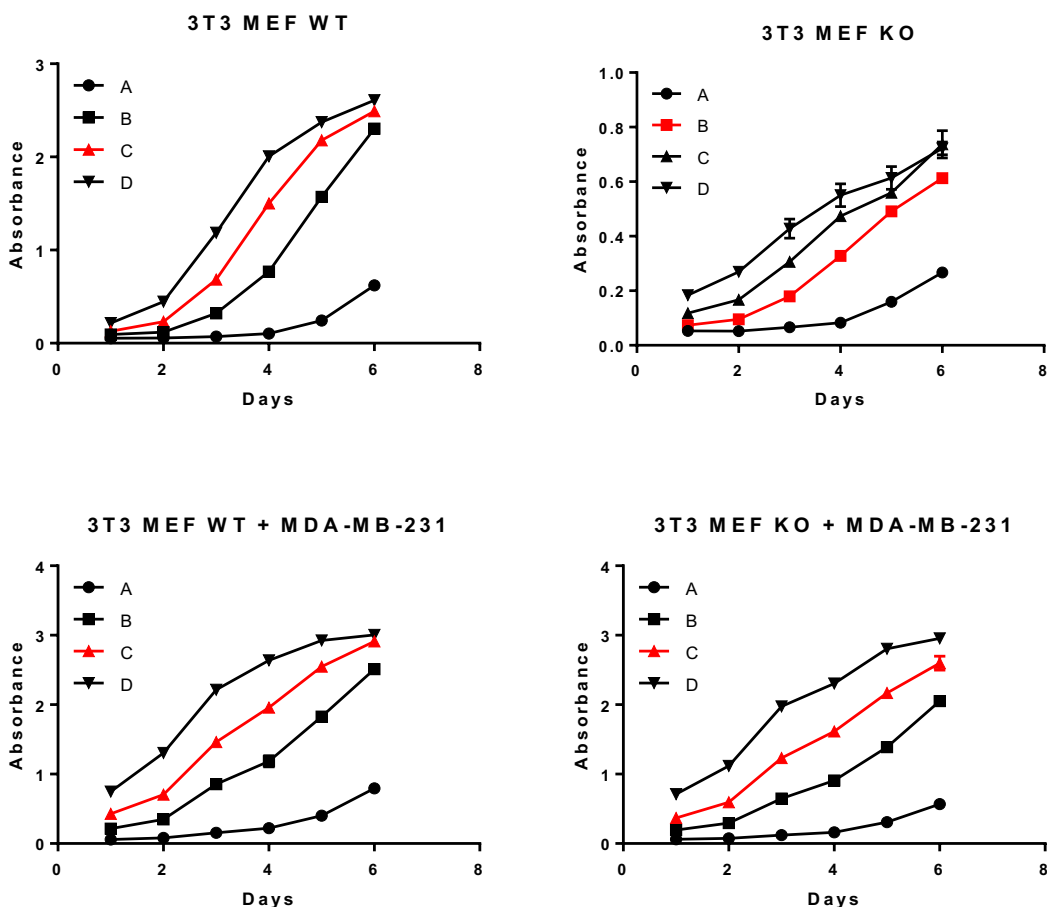 3T3 MEF WT
3
2
1
0
Absorbance
A
B
C
D
0 2 4 6 8
Days
3T3 MEF KO
1.0
0.8
0.6
0.4
0.2
0.0
Absorbance
A
B
C
D
0 2 4 6 8
Days
3T3 MEF WT + MDA-MB-231
4
3
2
1
0
Absorbance
A
B
C
D
0 2 4 6 8
Days
3T3 MEF KO + MDA-MB-231
4
3
2
1
0
Absorbance
A
B
C
D
0 2 4 6 8
Days